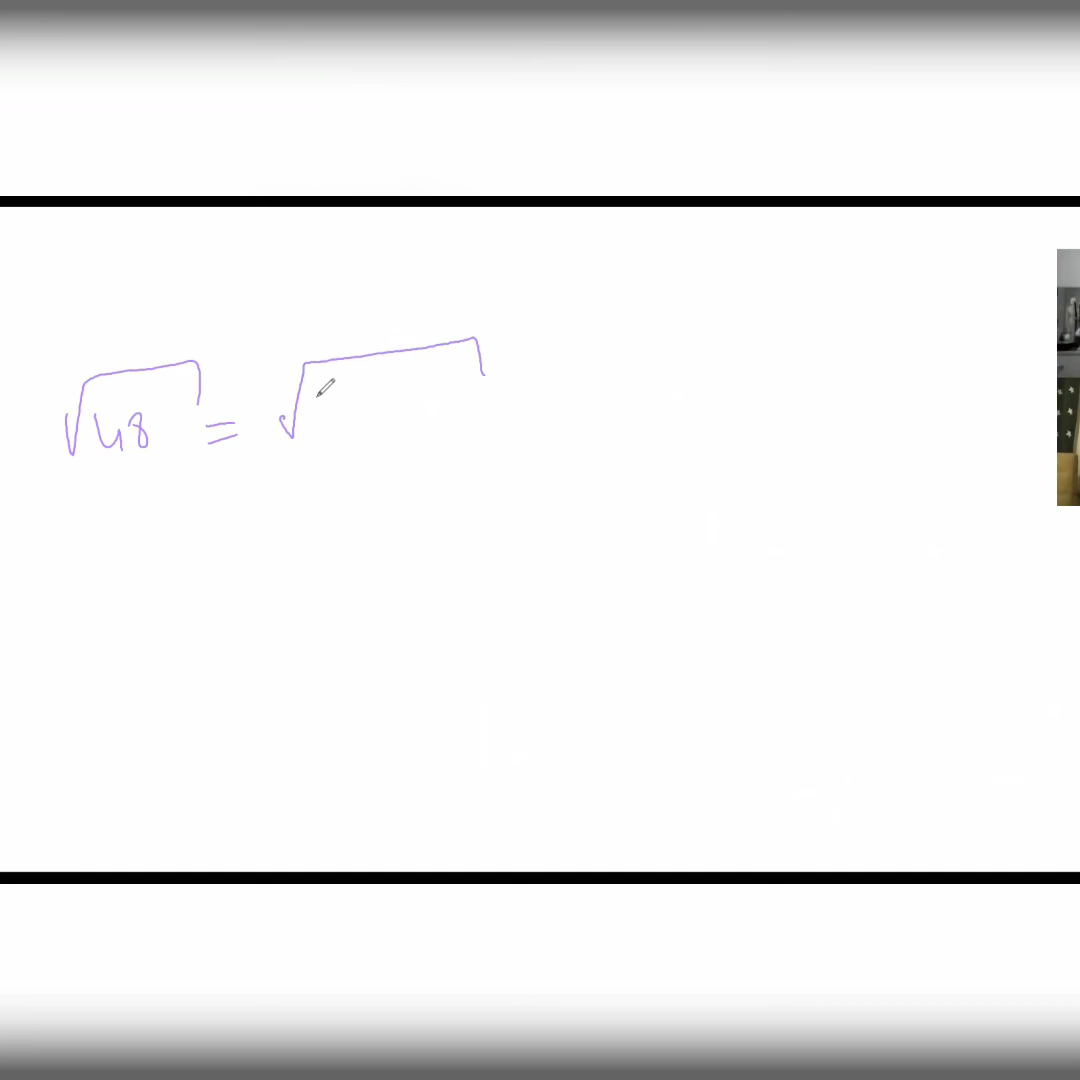 √48 = √